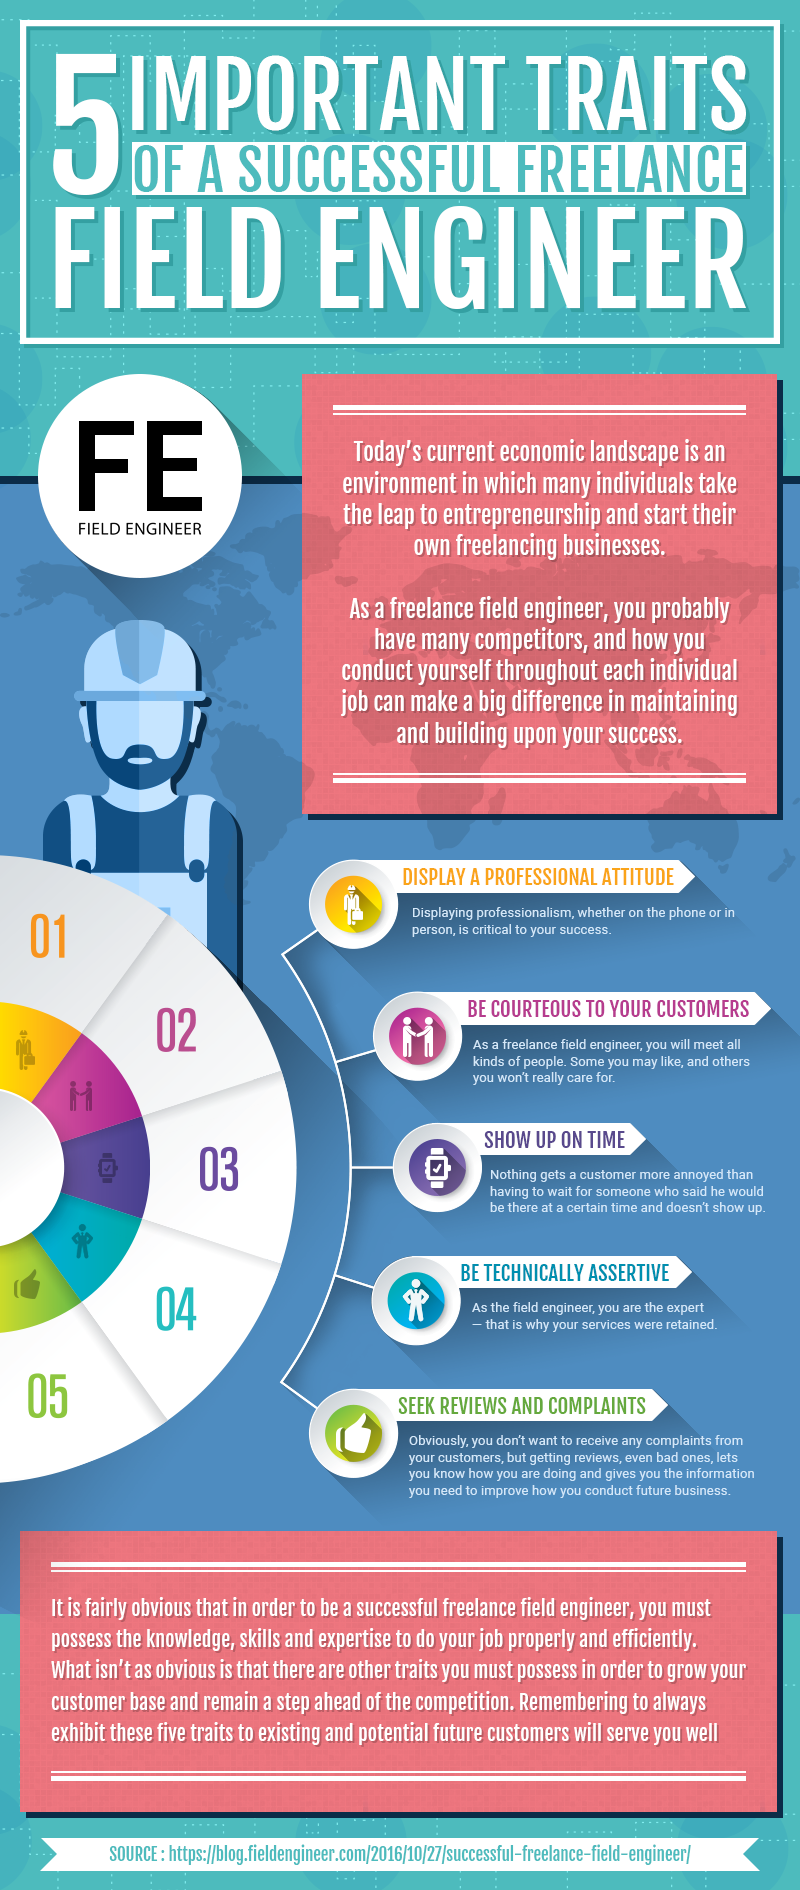 5 IMPORTANT TRAITS
OF A SUCCESSFUL FREELANCE
FIELD ENGINEER
FE
FIELD ENGINEER
Today's current economic landscape is an
environment in which many individuals take
the leap to entrepreneurship and start their
own freelancing businesses.
As a freelance field engineer, you probably
have many competitors, and how you
conduct yourself throughout each individual
job can make a big difference in maintaining
and building upon your success.
01
DISPLAY A PROFESSIONAL ATTITUDE
Displaying professionalism, whether on the phone or in
person, is critical to your success.
02
BE COURTEOUS TO YOUR CUSTOMERS
As a freelance field engineer, you will meet all
kinds of people. Some you may like, and others
you won't really care for.
03
SHOW UP ON TIME
Nothing gets a customer more annoyed than
having to wait for someone who said he would
be there at a certain time and doesn't show up.
04
BE TECHNICALLY ASSERTIVE
As the field engineer, you are the expert
— that is why your services were retained.
05
SEEK REVIEWS AND COMPLAINTS
Obviously, you don't want to receive any complaints from
your customers, but getting reviews, even bad ones, lets
you know how you are doing and gives you the information
you need to improve how you conduct future business.
It is fairly obvious that in order to be a successful freelance field engineer, you must
possess the knowledge, skills and expertise to do your job properly and efficiently.
What isn't as obvious is that there are other traits you must possess in order to grow your
customer base and remain a step ahead of the competition. Remembering to always
exhibit these five traits to existing and potential future customers will serve you well
SOURCE : https://blog.fieldengineer.com/2016/10/27/successful-freelance-field-engineer/